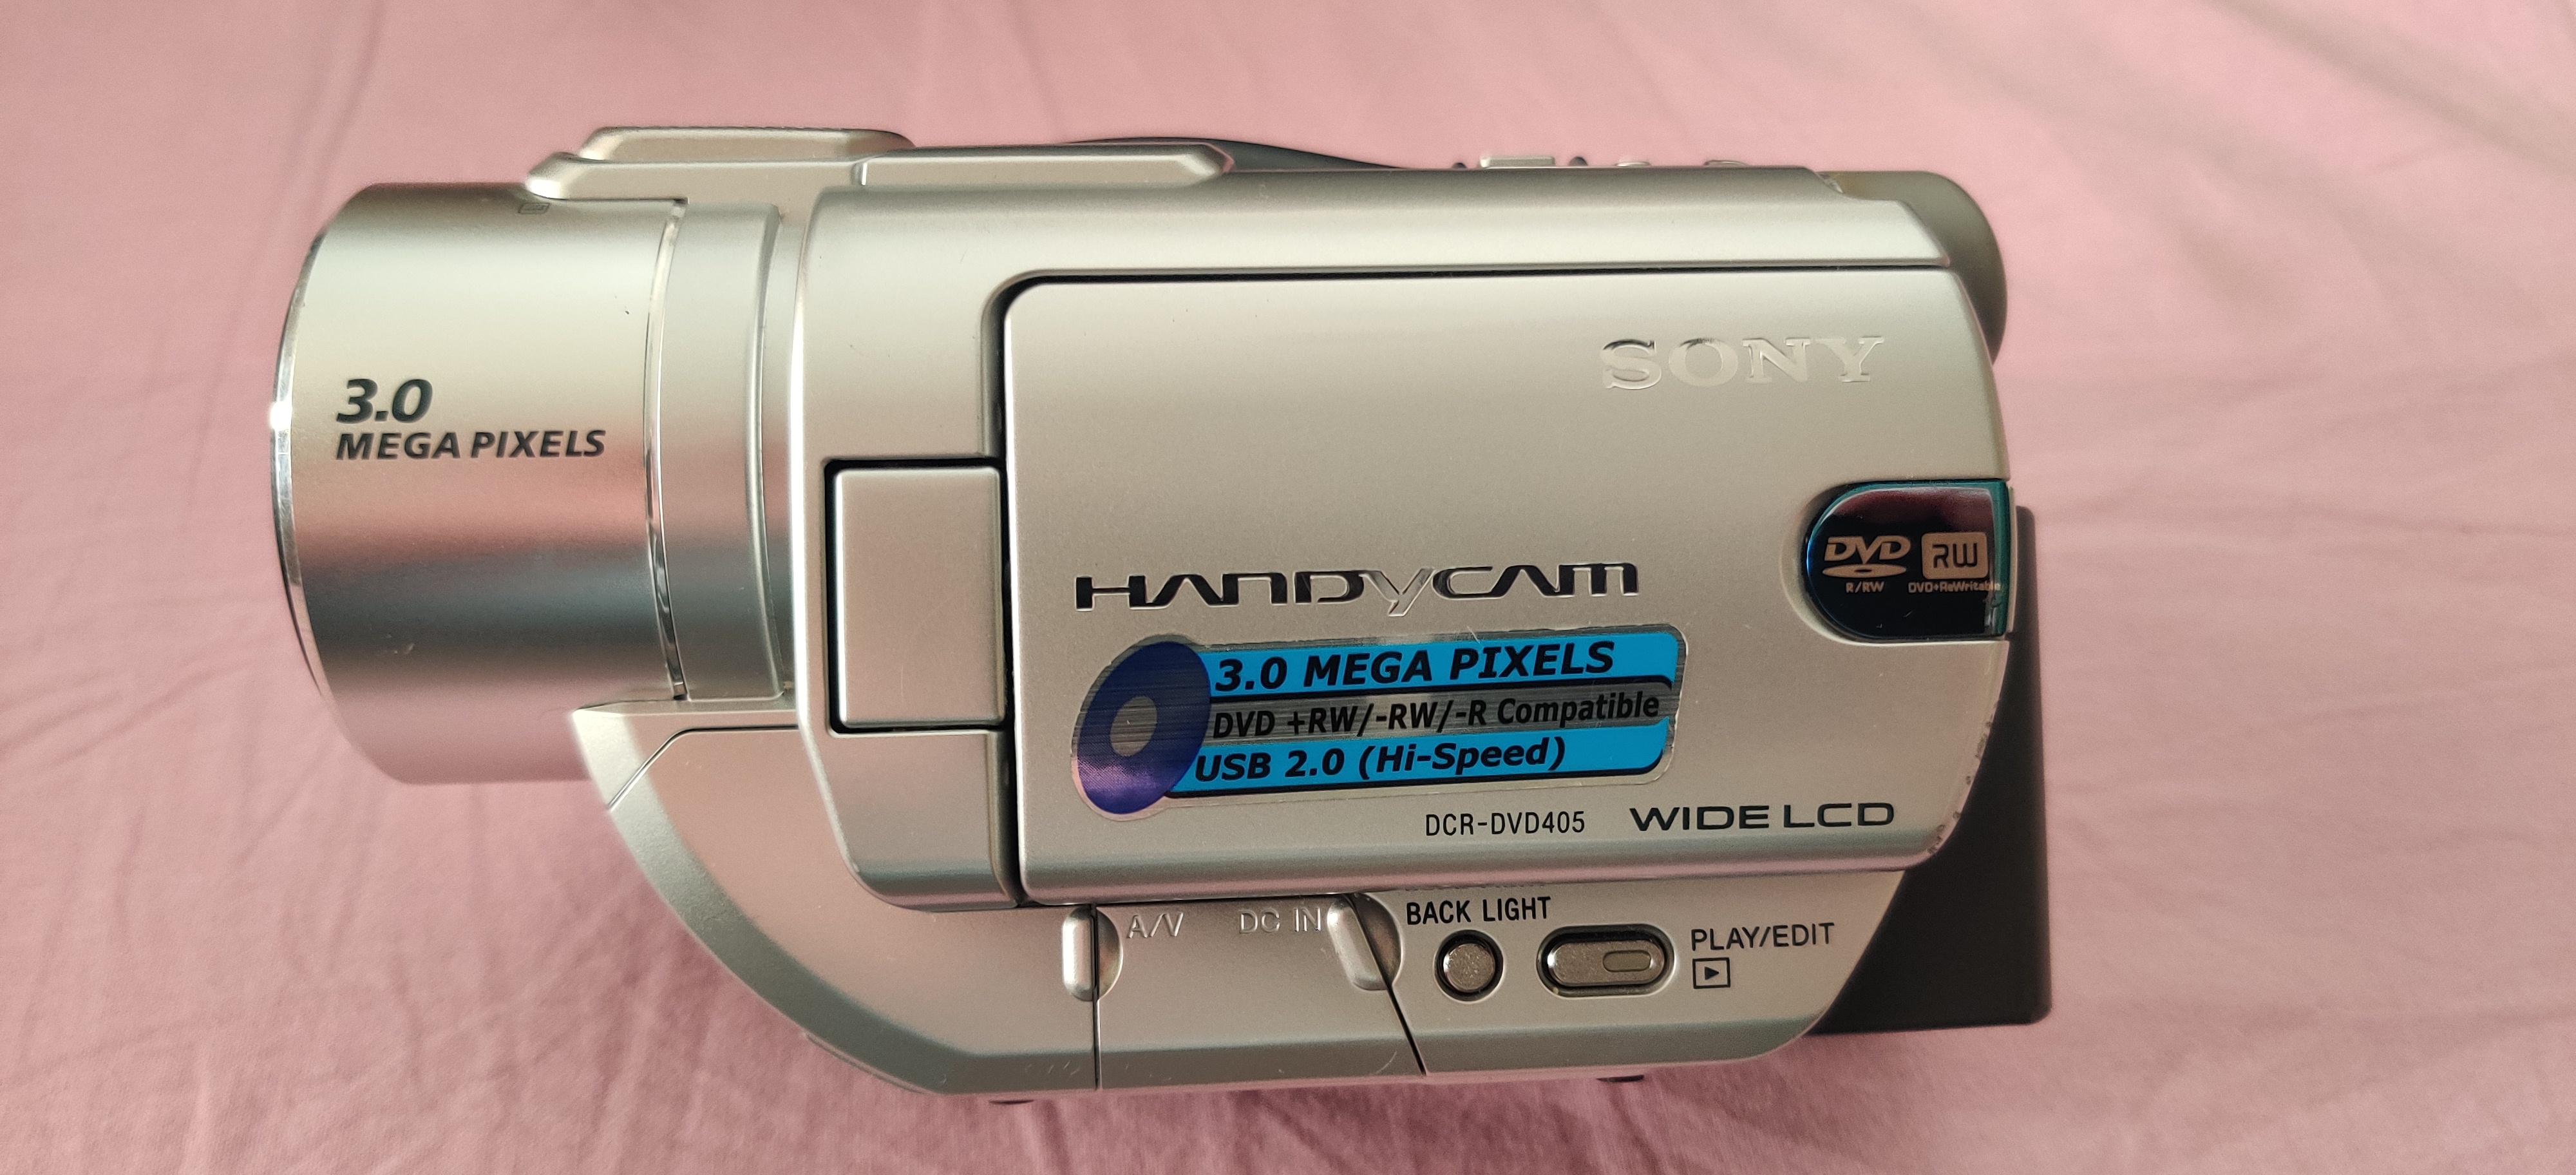 3.0
MEGA PIXELS
SONY
DVD RW
R/RW DVD+ReWritable
HANDYCAM
3.0 MEGA PIXELS
DVD +RW/-RW/-R Compatible
USB 2.0 (Hi-Speed)
DCR-DVD405 WIDE LCD
A/V DC IN
BACK LIGHT
PLAY/EDIT